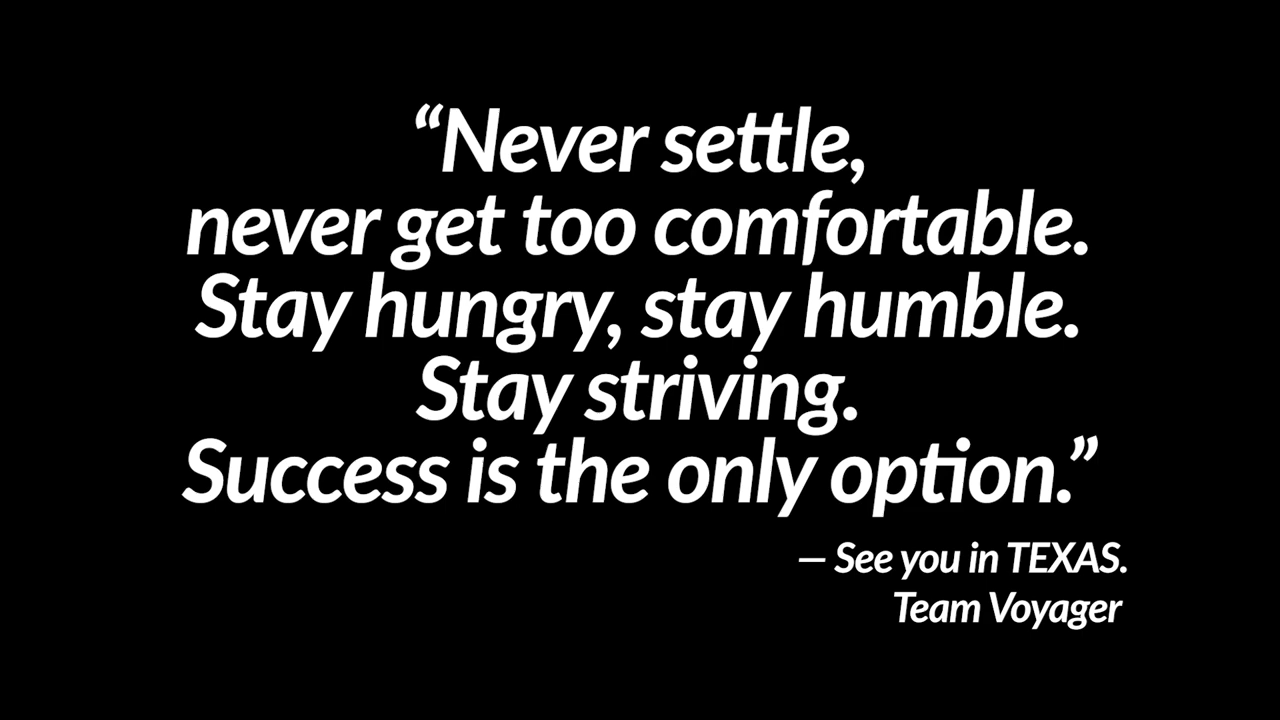 “Never settle,
never get too comfortable.
Stay hungry, stay humble.
Stay striving.
Success is the only option.”
— See you in TEXAS.
Team Voyager